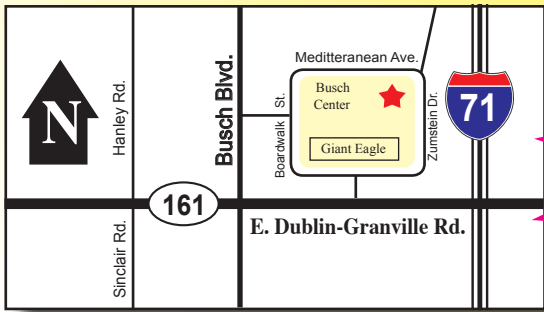 Meditteranean Ave.
Busch
Center
Giant Eagle
Boardwalk St.
Zumstein Dr.
Busch Blvd.
Hanley Rd.
N
71
161
E. Dublin-Granville Rd.
Sinclair Rd.